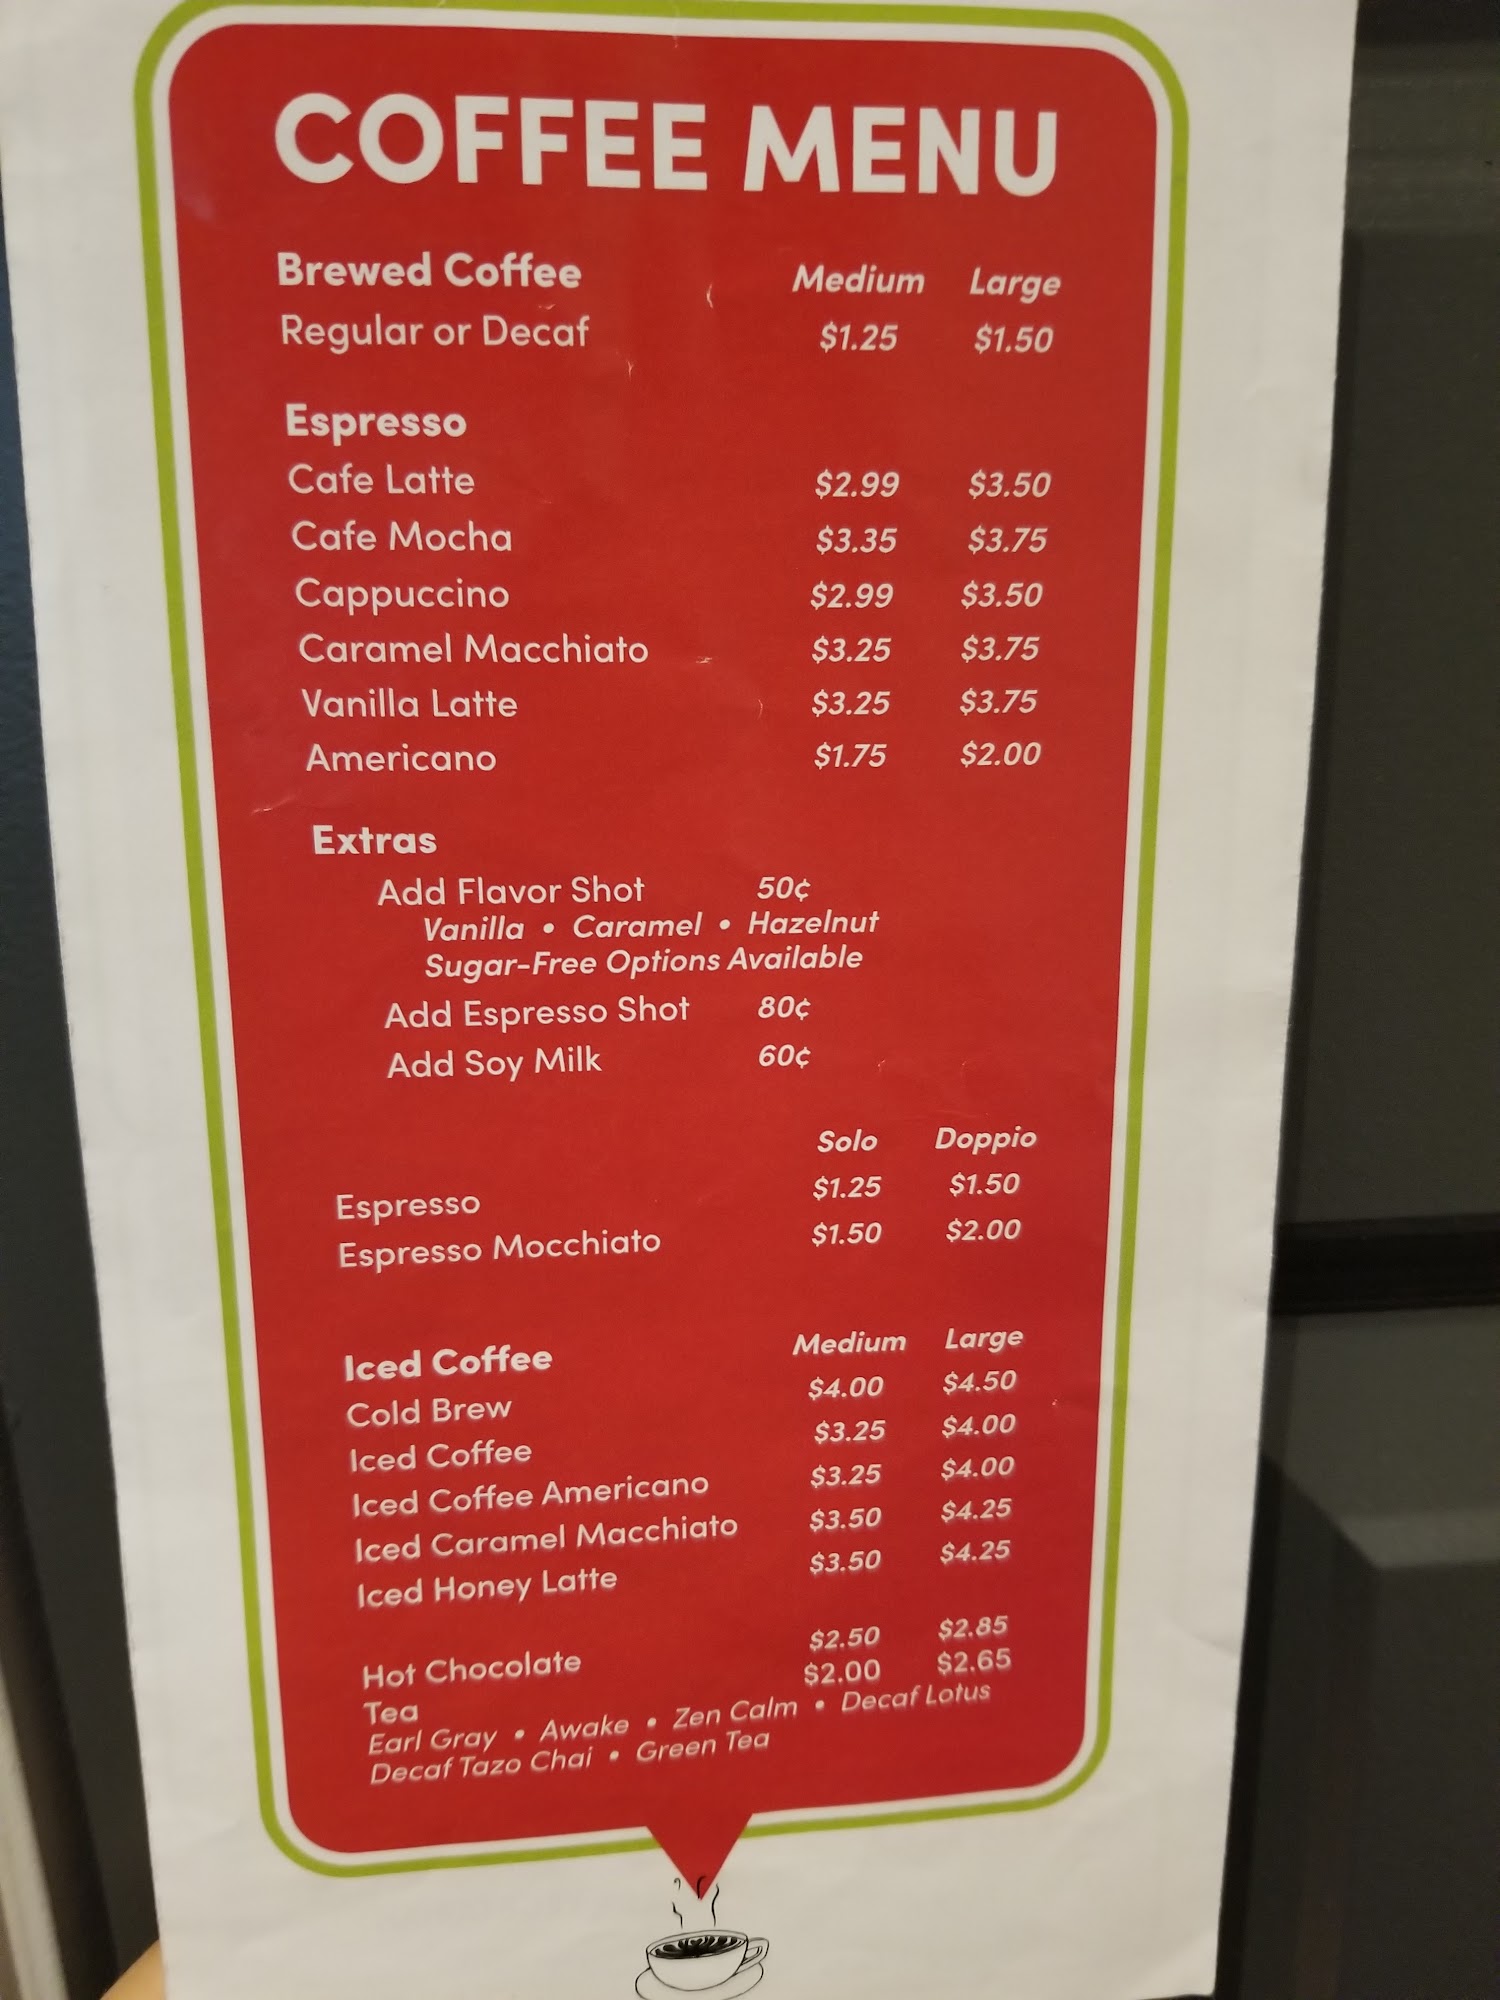 COFFEE MENU
Brewed Coffee Medium Large
Regular or Decaf $1.25 $1.50
Espresso
Cafe Latte $2.99 $3.50
Cafe Mocha $3.35 $3.75
Cappuccino $2.99 $3.50
Caramel Macchiato $3.25 $3.75
Vanilla Latte $3.25 $3.75
Americano $1.75 $2.00
Extras
Add Flavor Shot 50¢
Vanilla • Caramel • Hazelnut
Sugar-Free Options Available
Add Espresso Shot 80¢
Add Soy Milk 60¢
Solo Doppio
Espresso $1.25 $1.50
Espresso Mocchiato $1.50 $2.00
Iced Coffee Medium Large
Cold Brew $4.00 $4.50
Iced Coffee $3.25 $4.00
Iced Coffee Americano $3.25 $4.00
Iced Caramel Macchiato $3.50 $4.25
Iced Honey Latte $3.50 $4.25
Hot Chocolate $2.50 $2.85
Tea $2.00 $2.65
Earl Gray • Awake • Zen Calm • Decaf Lotus
Decaf Tazo Chai • Green Tea